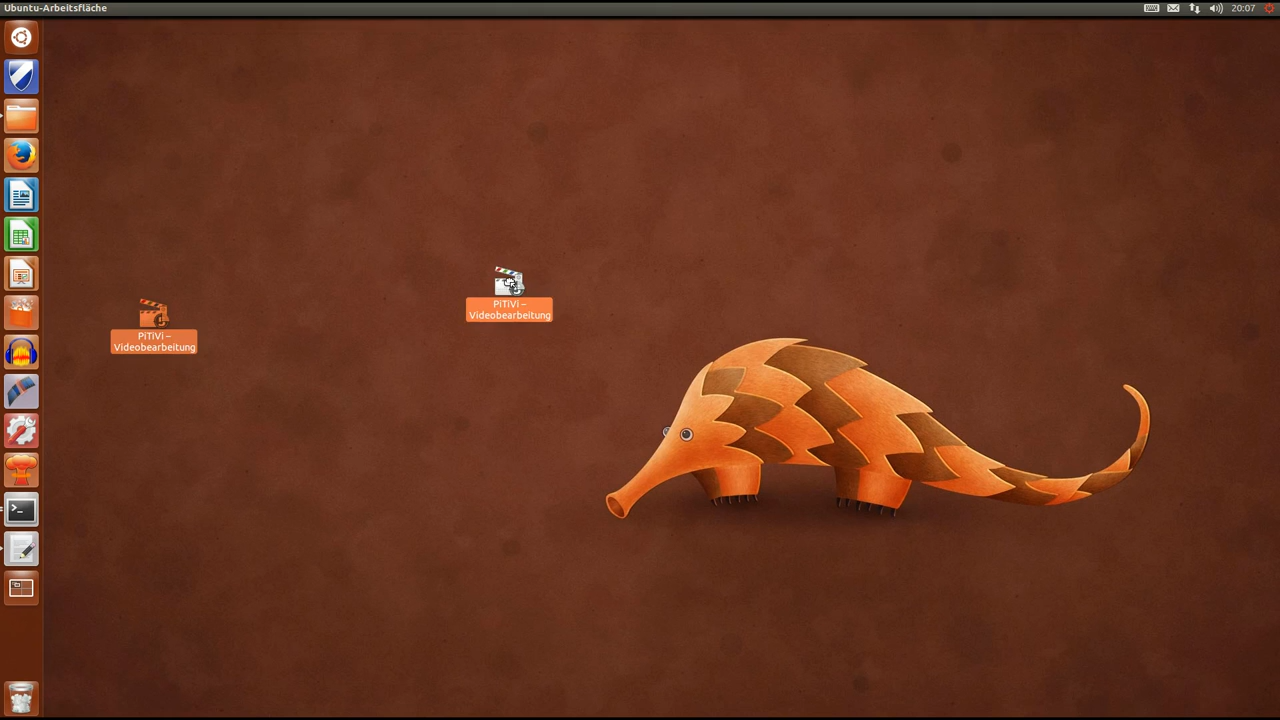 Ubuntu-Arbeitsfläche
20:07
PiTiVi –
Videobearbeitung
PiTiVi –
Videobearbeitung